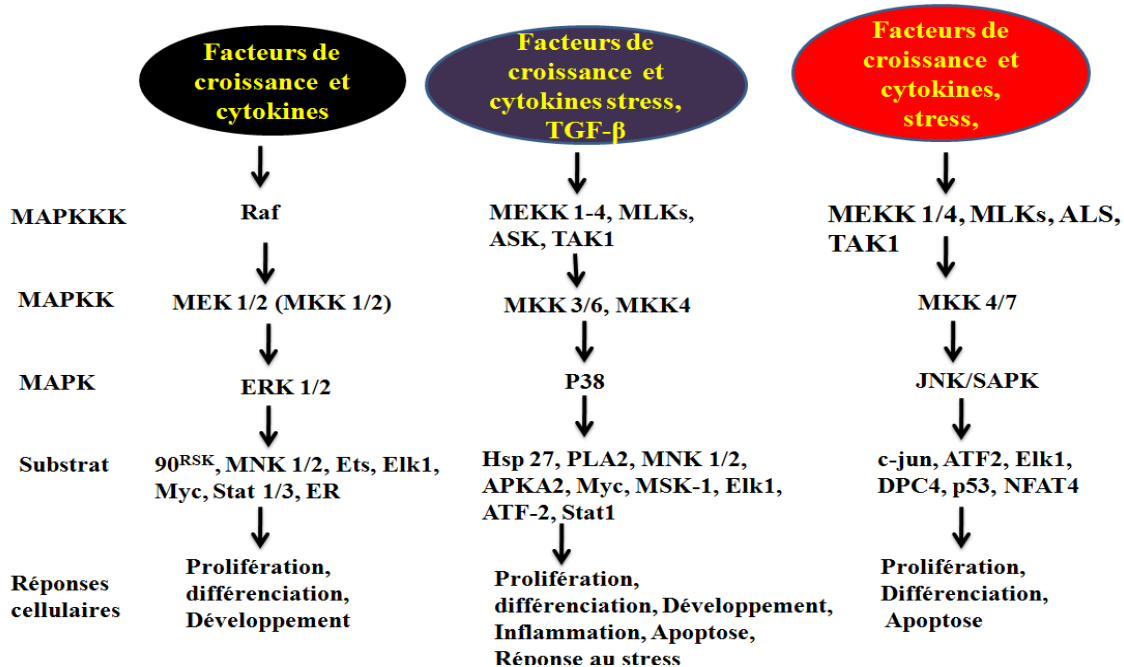 Facteurs de
croissance et
cytokines
Facteurs de
croissance et
cytokines stress,
TGF-β
Facteurs de
croissance et
cytokines,
stress,
MAPKKK
Raf
MEKK 1-4, MLKs,
ASK, TAK1
MEKK 1/4, MLKs, ALS,
TAK1
MAPKK
MEK 1/2 (MKK 1/2)
MKK 3/6, MKK4
MKK 4/7
MAPK
ERK 1/2
P38
JNK/SAPK
Substrat
90RSK, MNK 1/2, Ets, Elk1,
Myc, Stat 1/3, ER
Hsp 27, PLA2, MNK 1/2,
APKA2, Myc, MSK-1, Elk1,
ATF-2, Stat1
c-jun, ATF2, Elk1,
DPC4, p53, NFAT4
Réponses
cellulaires
Prolifération,
différenciation,
Développement
Prolifération,
différenciation, Développement,
Inflammation, Apoptose,
Réponse au stress
Prolifération,
Différenciation,
Apoptose